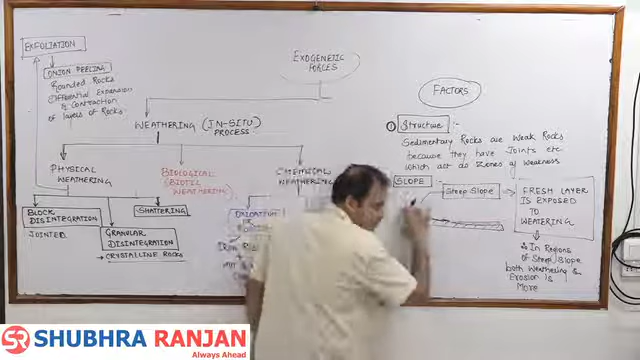 EXFOLIATION
ONION PEELING
Rounded Rocks
Differential Expansion
& Contraction
of layers of Rocks
EXOGENETIC
FORCES
WEATHERING (IN-SITU)
PROCESS
PHYSICAL
WEATHERING
BIOLOGICAL
(BIOTIC
WEATHERING)
CHEMICAL
WEATHERING
BLOCK DISINTEGRATION
JOINTED
SHATTERING
GRANULAR
DISINTEGRATION
→ CRYSTALLINE ROCKS
OXIDATION
FACTORS
① Structure :-
Sedimentary Rocks are Weak Rocks
because they have Joints etc
which act as Zones of Weakness
SLOPE
Steep Slope
FRESH LAYER
IS EXPOSED
TO
WEATERING
In Regions
of Steep Slope
both Weathering &
Erosion is
More
SR SHUBHRA RANJAN
Always Ahead